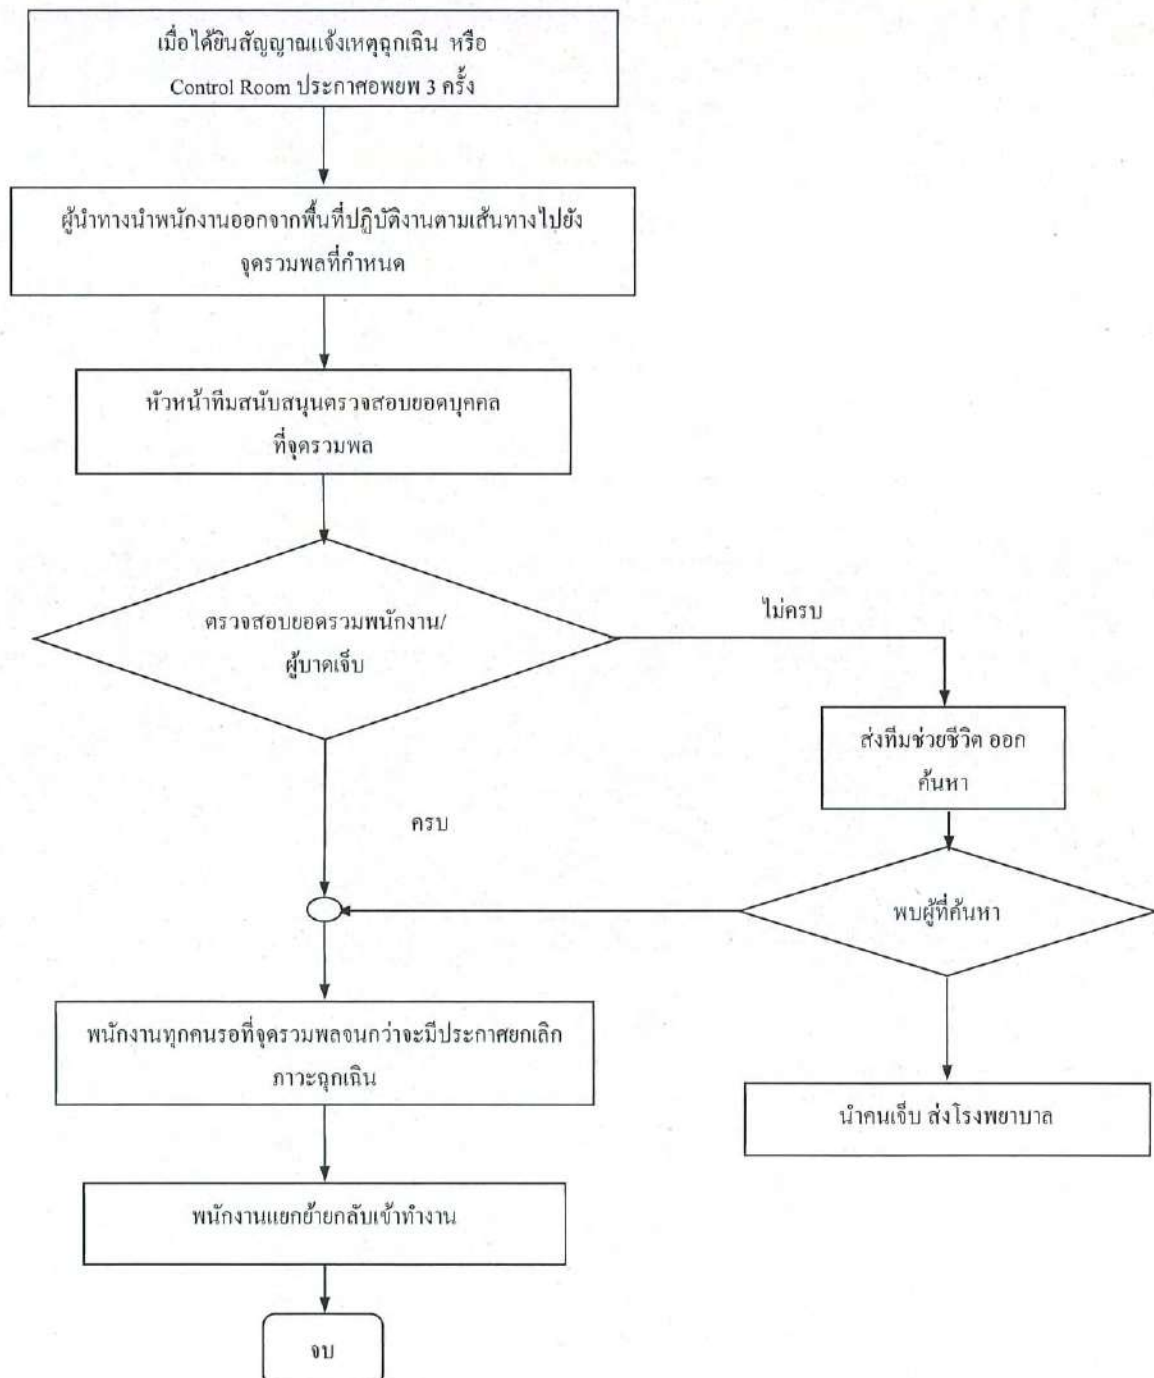 เมื่อได้ยินสัญญาณแจ้งเหตุฉุกเฉิน หรือ
Control Room ประกาศอพยพ 3 ครั้ง
ผู้นำทางนำพนักงานออกจากพื้นที่ปฏิบัติงานตามเส้นทางไปยัง
จุดรวมพลที่กำหนด
หัวหน้าทีมสนับสนุนตรวจสอบยอดบุคคล
ที่จุดรวมพล
ตรวจสอบยอดรวมพนักงาน/
ผู้บาดเจ็บ
ไม่ครบ
ส่งทีมช่วยชีวิต ออก
ค้นหา
ครบ
พบผู้ที่ค้นหา
พนักงานทุกคนรอที่จุดรวมพลจนกว่าจะมีประกาศยกเลิก
ภาวะฉุกเฉิน
นำคนเจ็บ ส่งโรงพยาบาล
พนักงานแยกย้ายกลับเข้าทำงาน
จบ